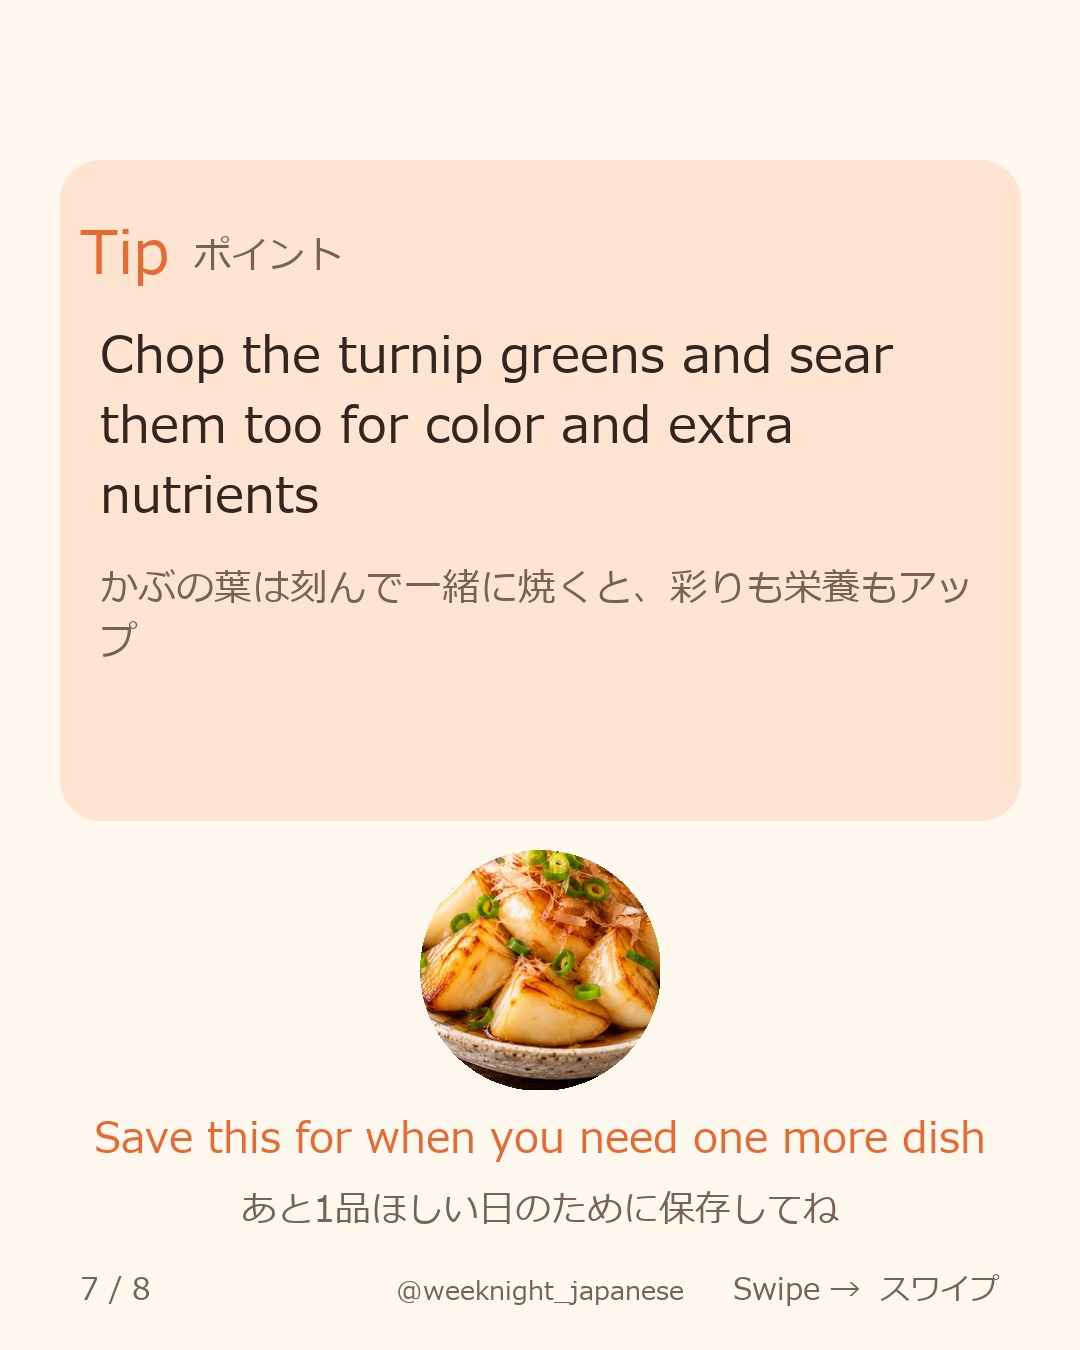 Tip ポイント
Chop the turnip greens and sear
them too for color and extra
nutrients
かぶの葉は刻んで一緒に焼くと、彩りも栄養もアッ
プ
Save this for when you need one more dish
あと1品ほしい日のために保存してね
7 / 8 @weeknight_japanese Swipe → スワイプ